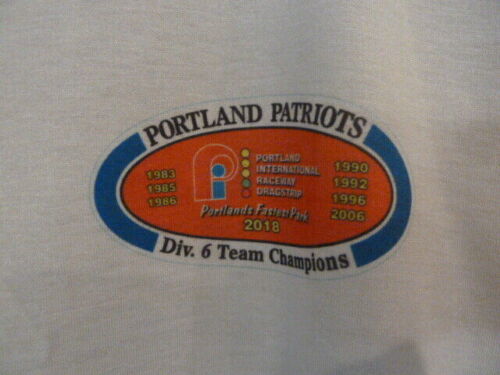 PORTLAND PATRIOTS
1983
1985
1986
PORTLAND
INTERNATIONAL
RACEWAY
DRAGSTRIP
1990
1992
1996
2006
Portlands Fastest Park
2018
Div. 6 Team Champions